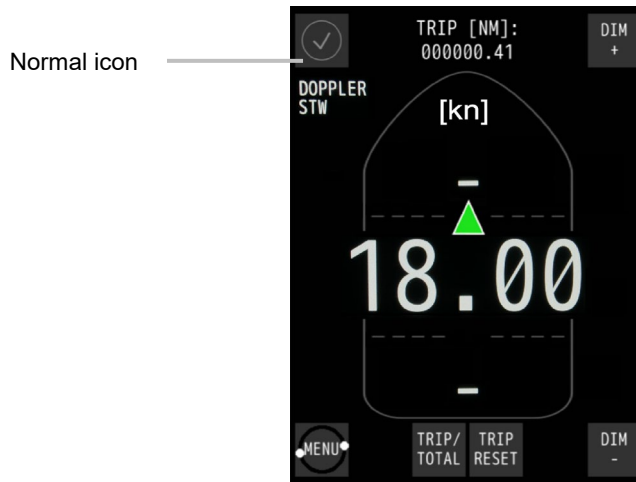 Normal icon
TRIP [NM]:
000000.41
DIM
+
DOPPLER
STW
[kn]
18.00
MENU
TRIP/
TOTAL
TRIP
RESET
DIM
-